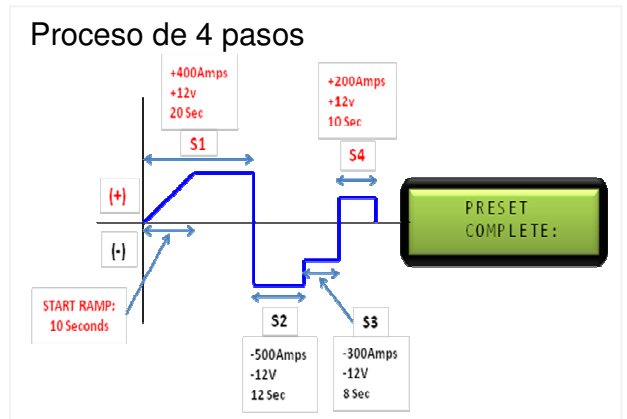 Proceso de 4 pasos
+400Amps
+12v
20 Sec
S1
+200Amps
+12v
10 Sec
S4
(+)
(-)
PRESET
COMPLETE:
START RAMP:
10 Seconds
S2
-500Amps
-12V
12 Sec
S3
-300Amps
-12V
8 Sec